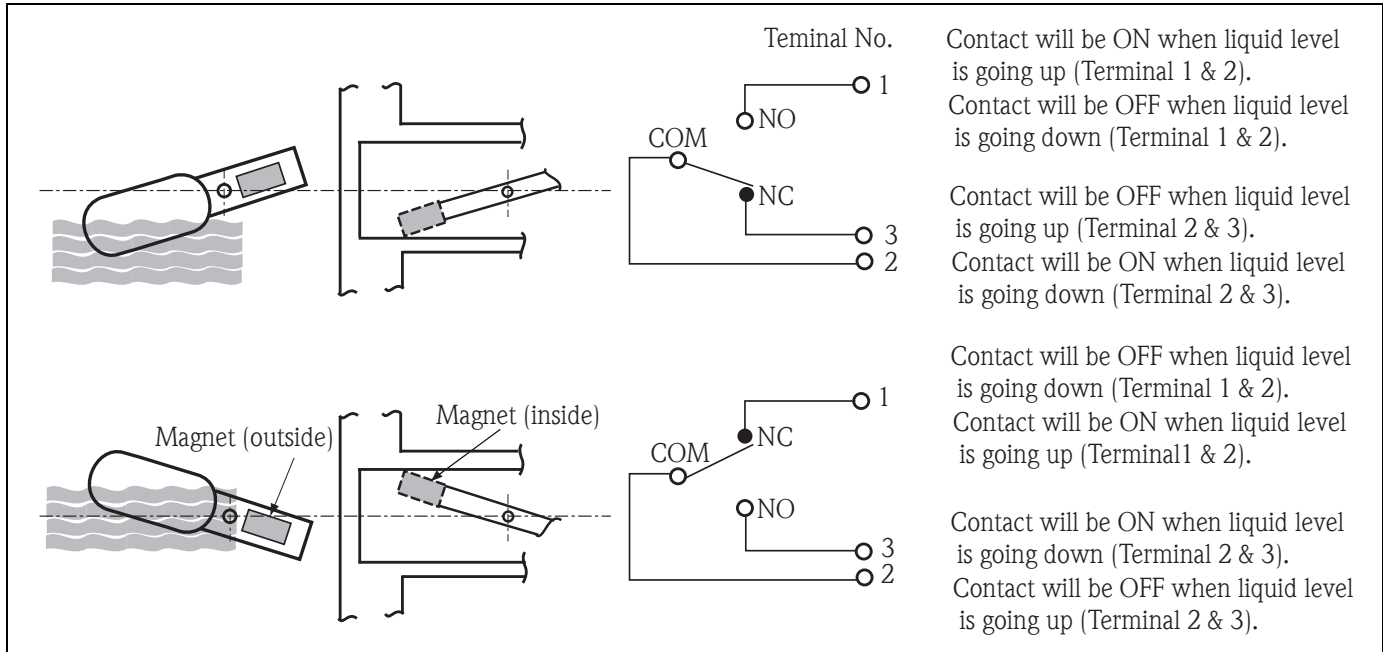 Teminal No.
1
NO
COM
NC
3
2
Contact will be ON when liquid level
is going up (Terminal 1 & 2).
Contact will be OFF when liquid level
is going down (Terminal 1 & 2).
Contact will be OFF when liquid level
is going up (Terminal 2 & 3).
Contact will be ON when liquid level
is going down (Terminal 2 & 3).
Magnet (outside)
Magnet (inside)
1
NC
COM
NO
3
2
Contact will be OFF when liquid level
is going down (Terminal 1 & 2).
Contact will be ON when liquid level
is going up (Terminal1 & 2).
Contact will be ON when liquid level
is going down (Terminal 2 & 3).
Contact will be OFF when liquid level
is going up (Terminal 2 & 3).